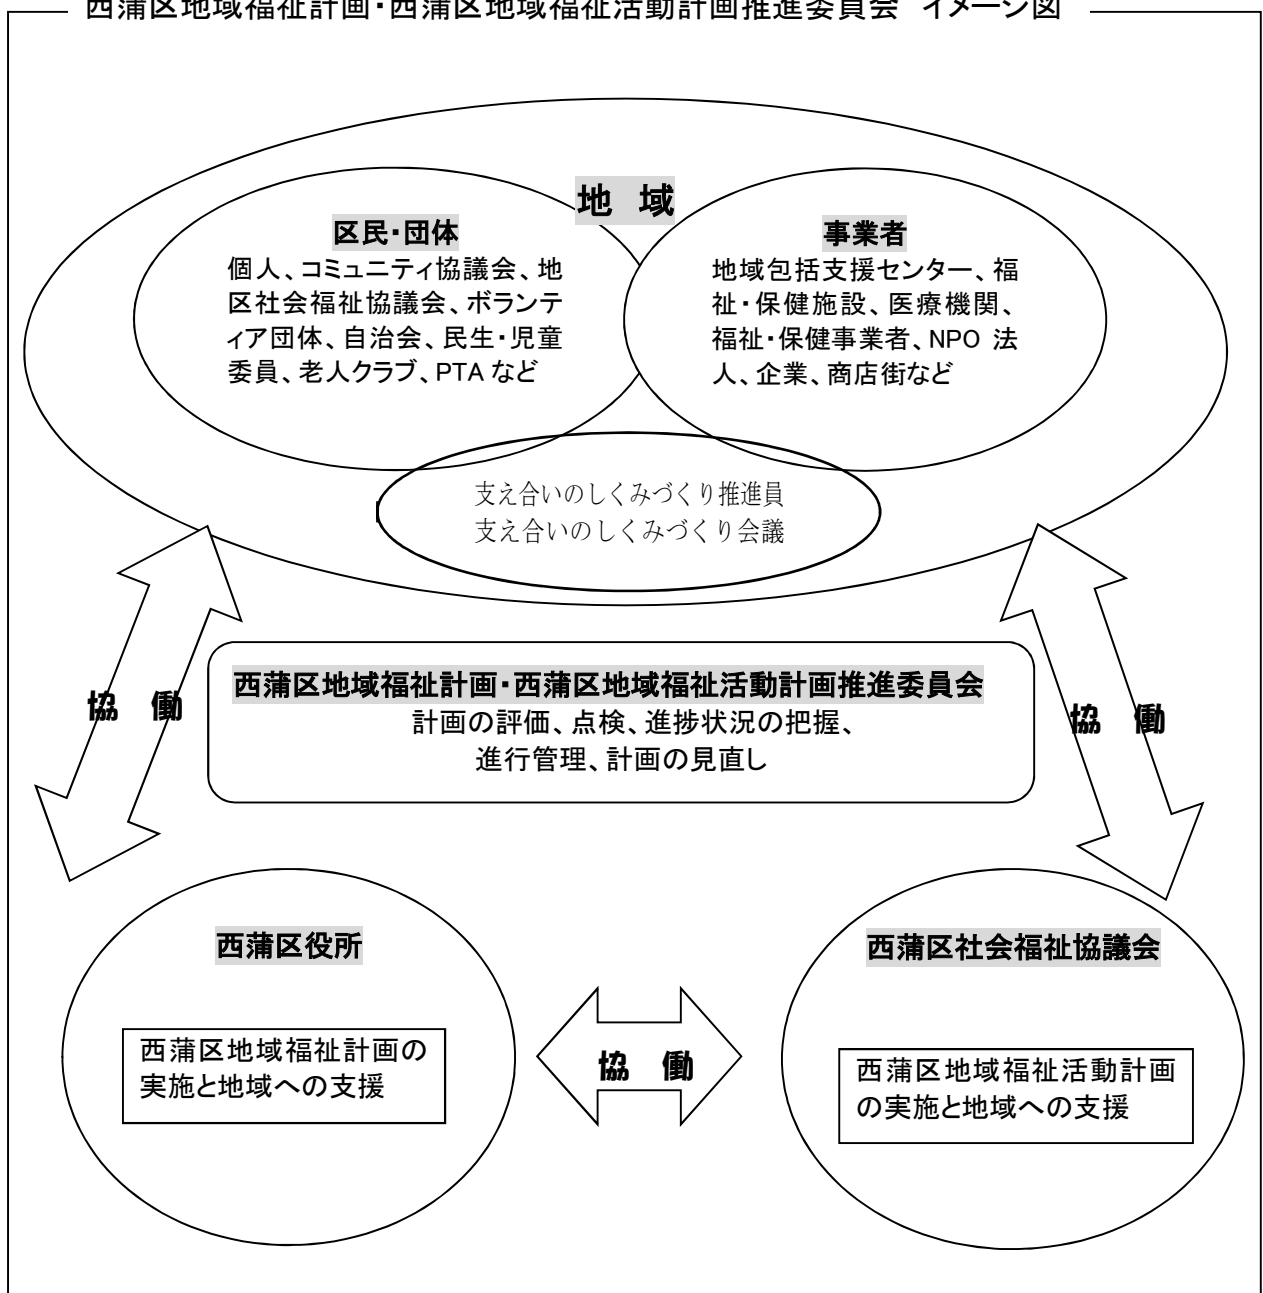 西蒲区地域福祉計画・西蒲区地域福祉活動計画推進委員会 イメージ図
地 域
区民・団体
個人、コミュニティ協議会、地
区社会福祉協議会、ボランテ
ィア団体、自治会、民生・児童
委員、老人クラブ、PTA など
事業者
地域包括支援センター、福
祉・保健施設、医療機関、
福祉・保健事業者、NPO 法
人、企業、商店街など
支え合いのしくみづくり推進員
支え合いのしくみづくり会議
協 働
西蒲区地域福祉計画・西蒲区地域福祉活動計画推進委員会
計画の評価、点検、進捗状況の把握、
進行管理、計画の見直し
協 働
西蒲区役所
西蒲区地域福祉計画の
実施と地域への支援
協 働
西蒲区社会福祉協議会
西蒲区地域福祉活動計画
の実施と地域への支援